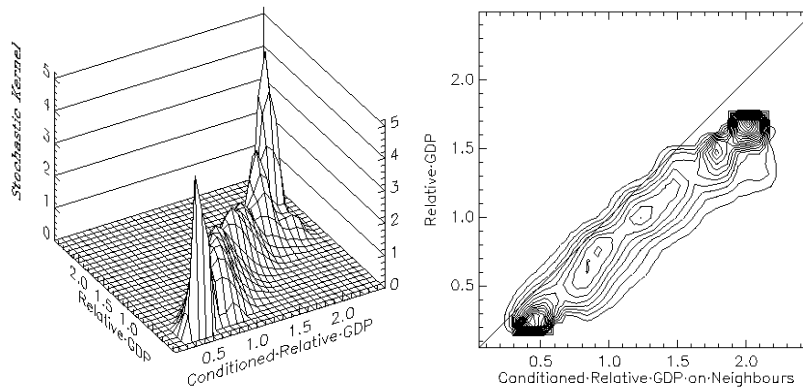 Stochastic Kernel
5
4
3
2
1
0
5
4
3
2
1
0
2.0 1.5 1.0
Relative·GDP
0.5 1.0 1.5 2.0
Conditioned·Relative·GDP
Relative·GDP
2.0
1.5
1.0
0.5
0.5 1.0 1.5 2.0
Conditioned·Relative·GDP·on·Neighbours